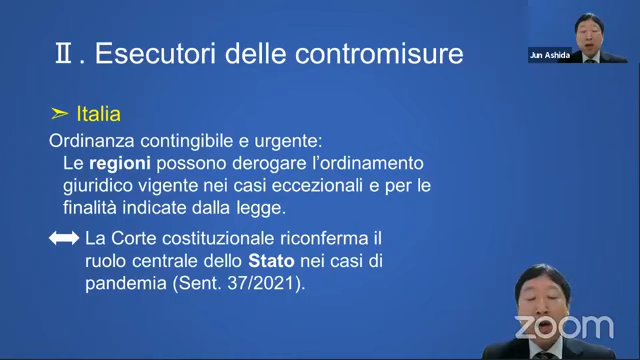 Ⅱ. Esecutori delle contromisure
Jun Ashida
➣ Italia
Ordinanza contingibile e urgente:
Le regioni possono derogare l'ordinamento
giuridico vigente nei casi eccezionali e per le
finalità indicate dalla legge.
La Corte costituzionale riconferma il
ruolo centrale dello Stato nei casi di
pandemia (Sent. 37/2021).
zoom